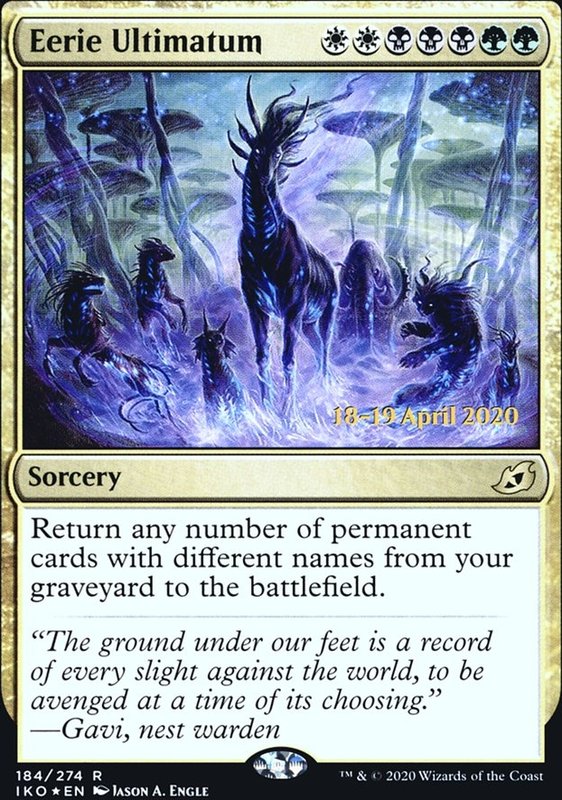 Eerie Ultimatum
18-19 April 2020
Sorcery
Return any number of permanent
cards with different names from your
graveyard to the battlefield.
“The ground under our feet is a record
of every slight against the world, to be
avenged at a time of its choosing.”
—Gavi, nest warden
184/274 R
IKO★EN Jason A. Engle
™ & © 2020 Wizards of the Coast